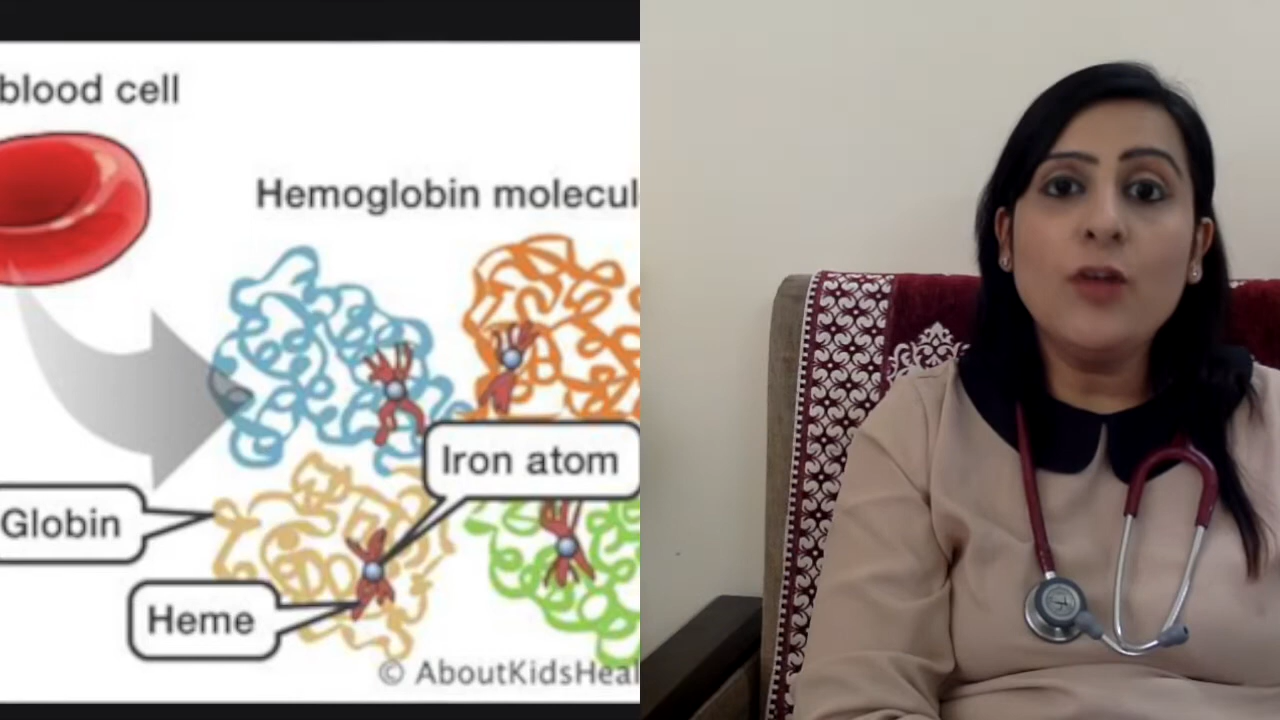 blood cell
Hemoglobin molecul
Iron atom
Globin
Heme
© AboutKidsHeal